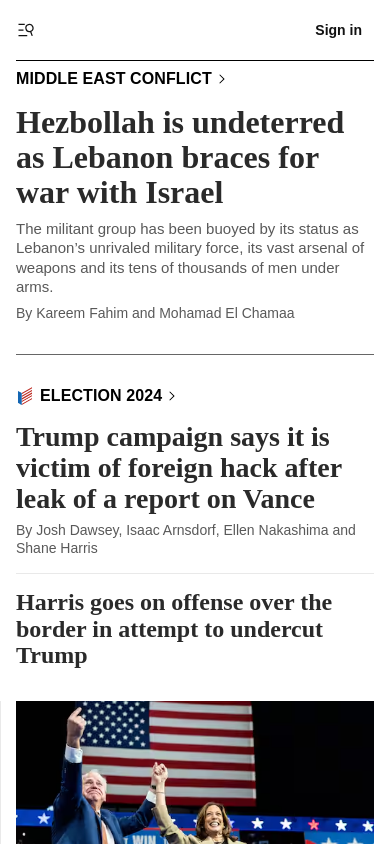 Sign in
MIDDLE EAST CONFLICT
Hezbollah is undeterred
as Lebanon braces for
war with Israel
The militant group has been buoyed by its status as
Lebanon’s unrivaled military force, its vast arsenal of
weapons and its tens of thousands of men under
arms.
By Kareem Fahim and Mohamad El Chamaa
ELECTION 2024
Trump campaign says it is
victim of foreign hack after
leak of a report on Vance
By Josh Dawsey, Isaac Arnsdorf, Ellen Nakashima and
Shane Harris
Harris goes on offense over the
border in attempt to undercut
Trump
WIN